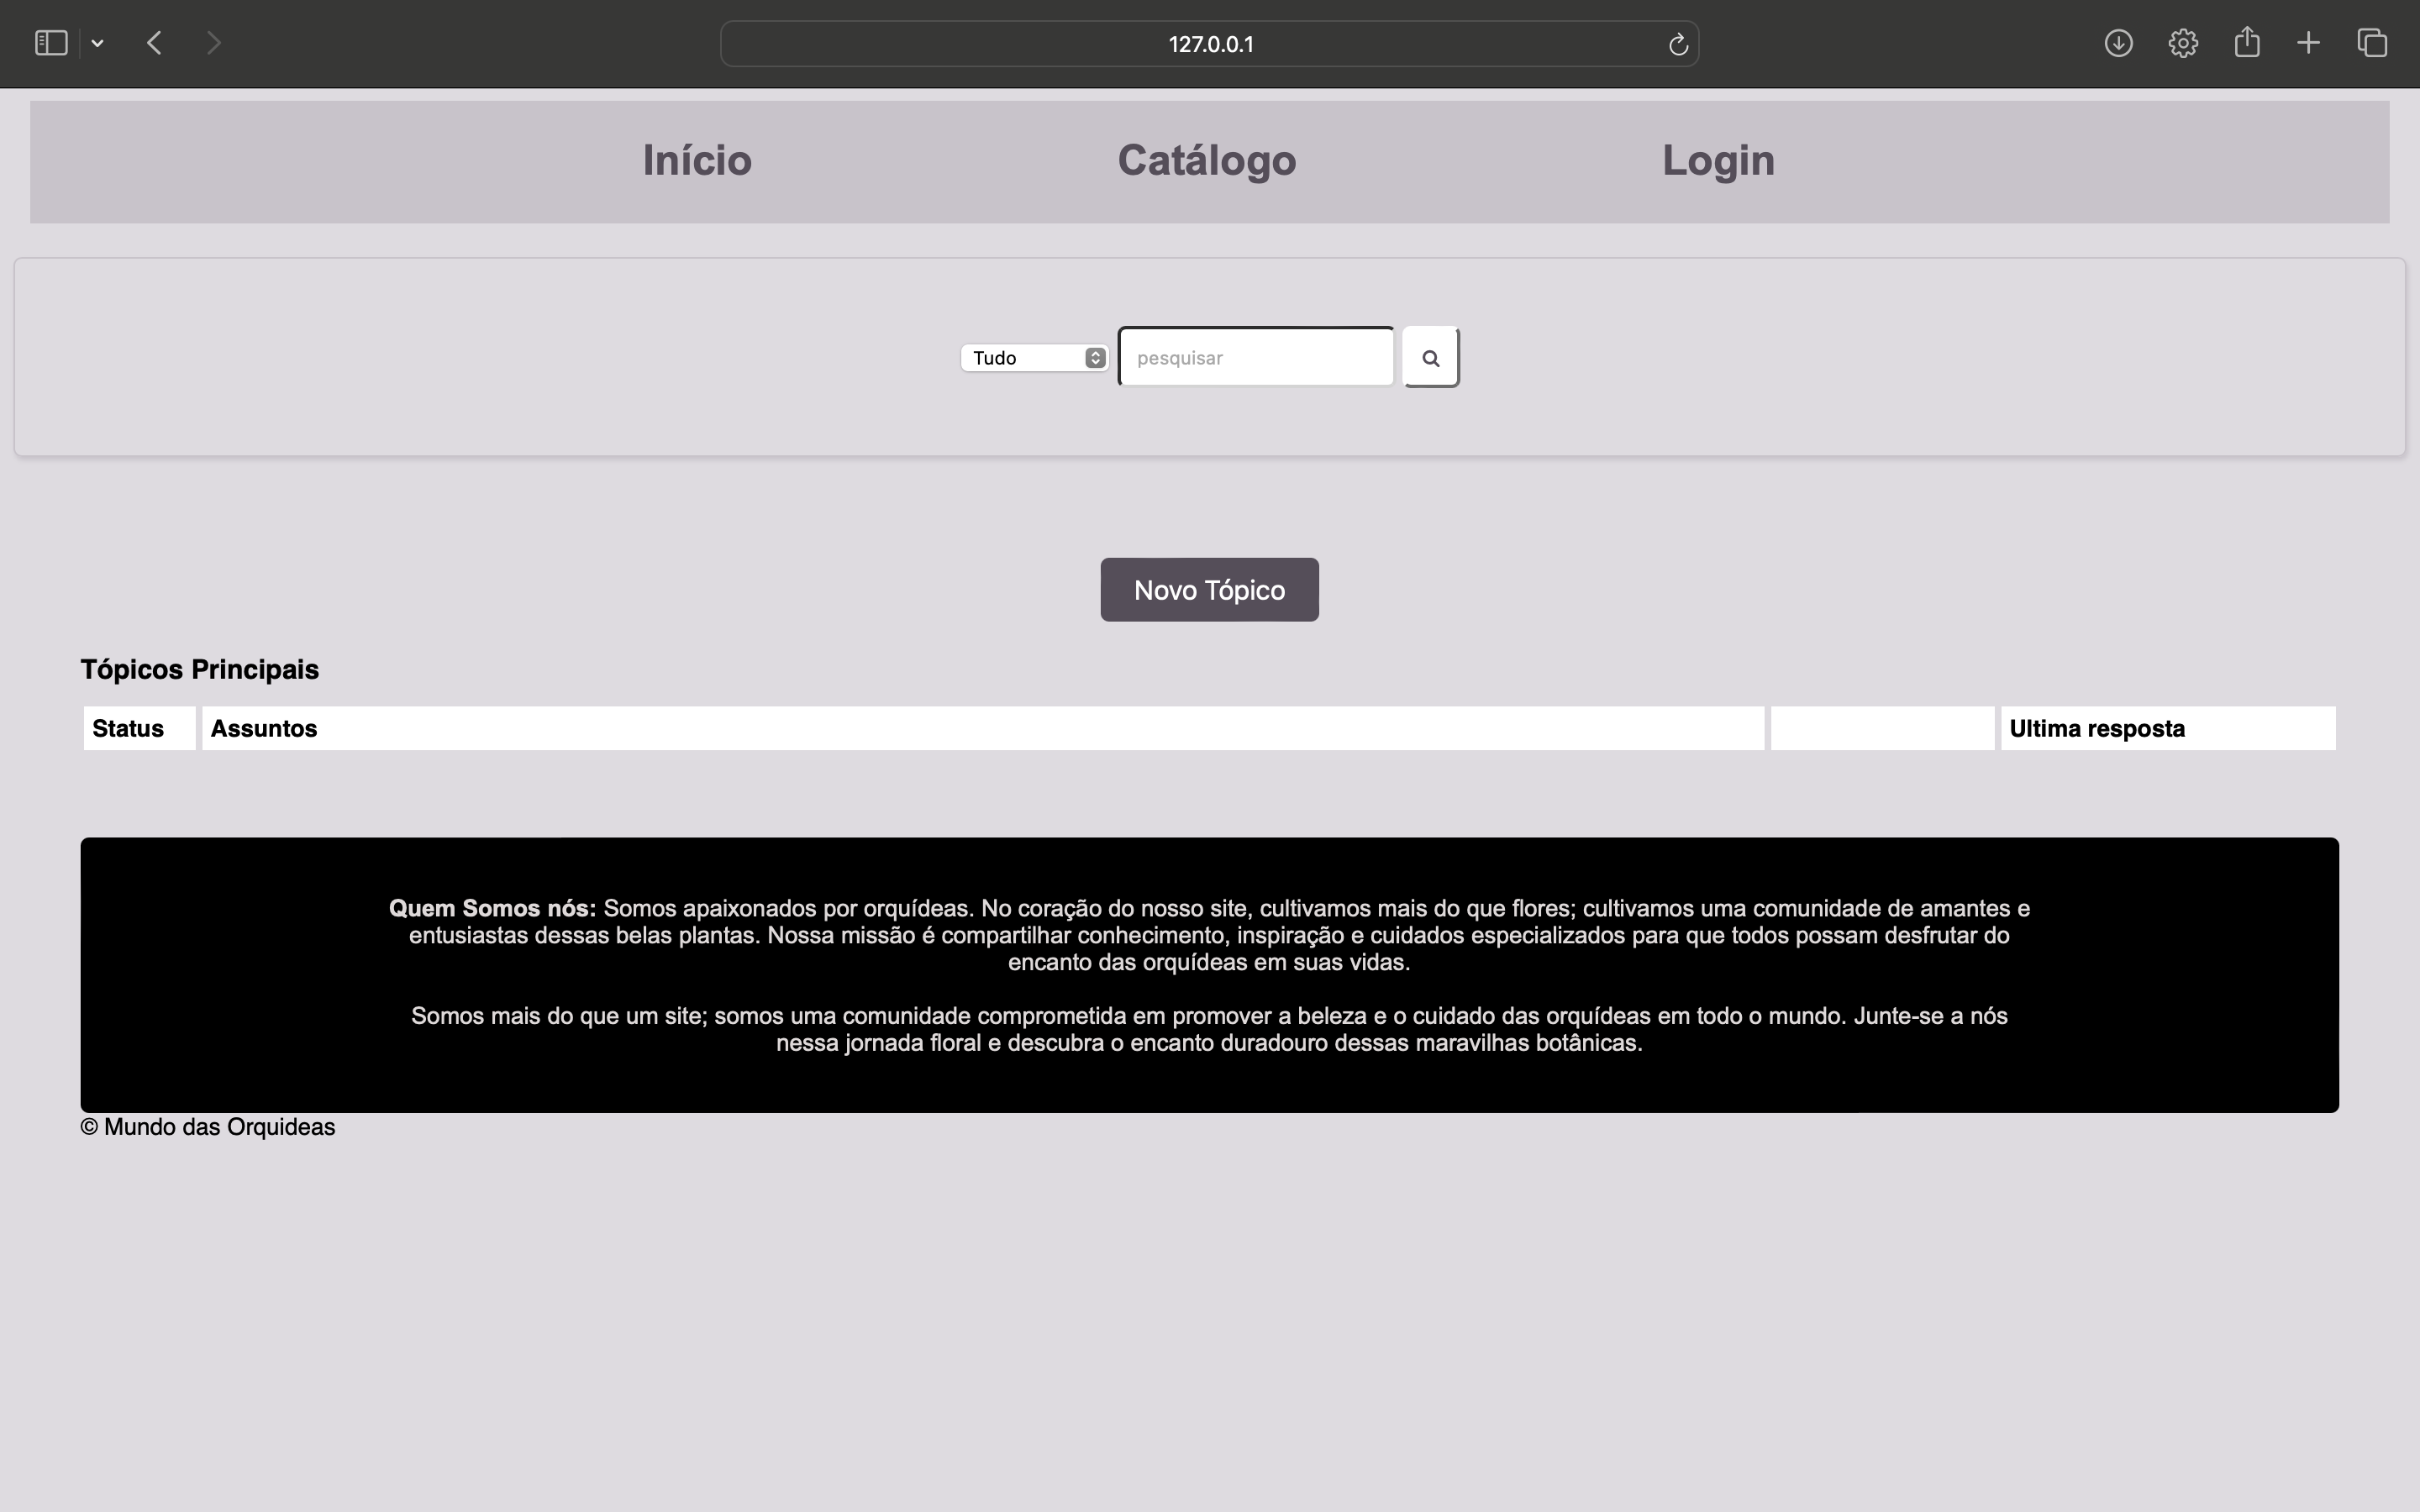 127.0.0.1
Início Catálogo Login
Tudo pesquisar
Novo Tópico
Tópicos Principais
Status Assuntos Ultima resposta
Quem Somos nós: Somos apaixonados por orquídeas. No coração do nosso site, cultivamos mais do que flores; cultivamos uma comunidade de amantes e
entusiastas dessas belas plantas. Nossa missão é compartilhar conhecimento, inspiração e cuidados especializados para que todos possam desfrutar do
encanto das orquídeas em suas vidas.
Somos mais do que um site; somos uma comunidade comprometida em promover a beleza e o cuidado das orquídeas em todo o mundo. Junte-se a nós
nessa jornada floral e descubra o encanto duradouro dessas maravilhas botânicas.
© Mundo das Orquideas